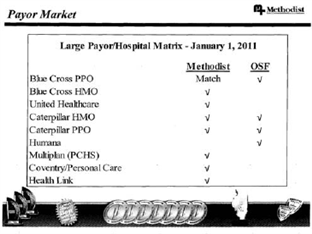 Payor Market
Methodist
Large Payor/Hospital Matrix - January 1, 2011
Methodist OSF
Blue Cross PPO Match √
Blue Cross HMO √
United Healthcare √
Caterpillar HMO √ √
Caterpillar PPO √ √
Humana √
Multiplan (PCHS) √
Coventry/Personal Care √
Health Link √